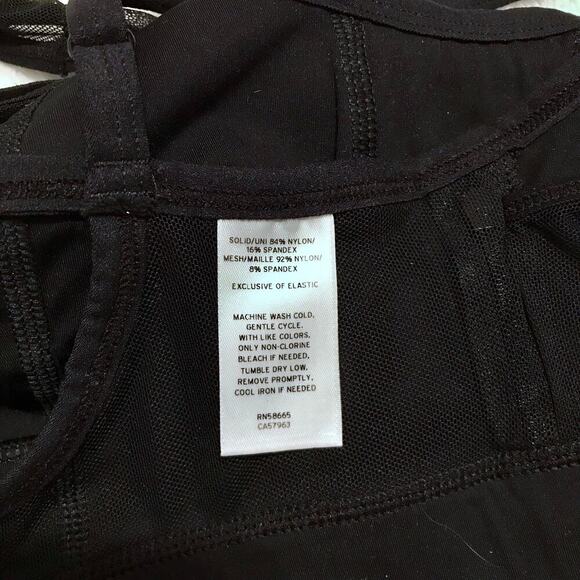 SOLID/UNI 84% NYLON/
16% SPANDEX
MESH/MAILLE 92% NYLON/
8% SPANDEX
EXCLUSIVE OF ELASTIC
MACHINE WASH COLD,
GENTLE CYCLE.
WITH LIKE COLORS,
ONLY NON-CLORINE
BLEACH IF NEEDED,
TUMBLE DRY LOW,
REMOVE PROMPTLY,
COOL IRON IF NEEDED
RN58665
CA57963